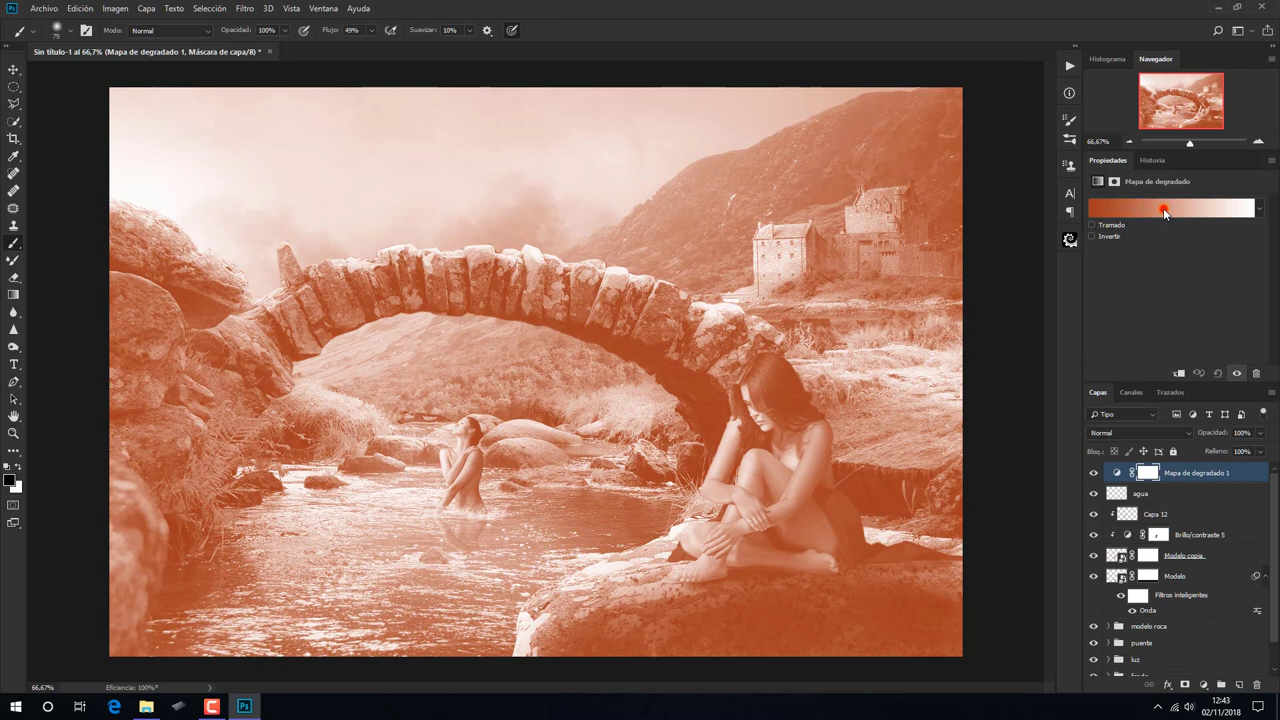 Ps Archivo Edición Imagen Capa Texto Selección Filtro 3D Vista Ventana Ayuda
79 Modo: Normal Opacidad: 100% Flujo: 49% Suavizar: 10%
Sin título-1 al 66,7% (Mapa de degradado 1, Máscara de capa/8) * ×
Histograma Navegador
66,67%
Propiedades Historia
Mapa de degradado
Tramado
Invertir
Capas Canales Trazados
Tipo
Normal Opacidad: 100%
Bloq.: Relleno: 100%
Mapa de degradado 1
agua
Capa 12
Brillo/contraste 5
Modelo copia
Modelo
Filtros inteligentes
Onda
modelo roca
puente
luz
66,67% Eficiencia: 100%*
Ps
12:43
02/11/2018